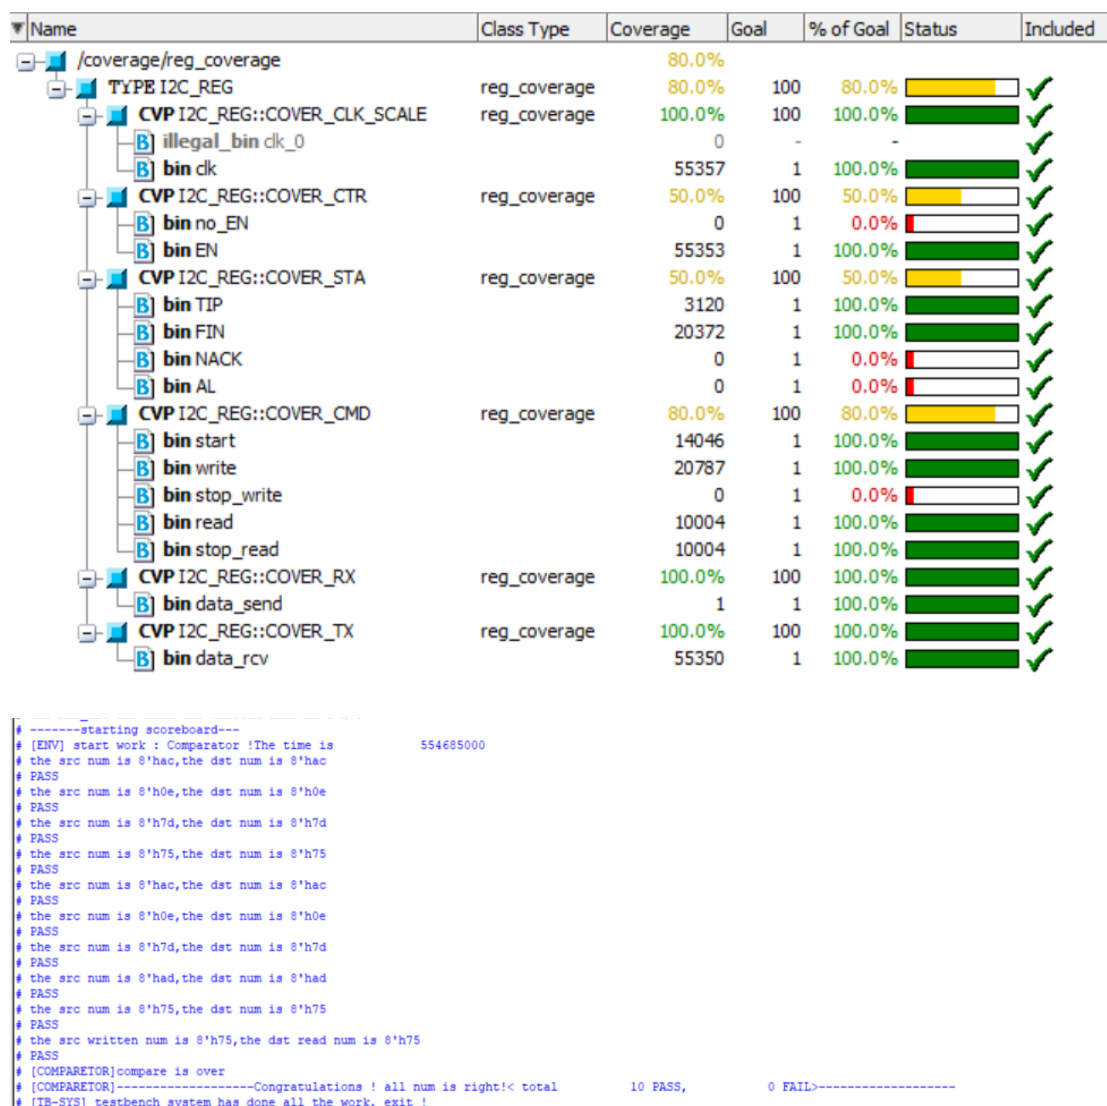 Name Class Type Coverage Goal % of Goal Status Included
/coverage/reg_coverage 80.0%
TYPE I2C_REG reg_coverage 80.0% 100 80.0%
CVP I2C_REG::COVER_CLK_SCALE reg_coverage 100.0% 100 100.0%
B] illegal_bin clk_0 0 - -
B] bin clk 55357 1 100.0%
CVP I2C_REG::COVER_CTR reg_coverage 50.0% 100 50.0%
B] bin no_EN 0 1 0.0%
B] bin EN 55353 1 100.0%
CVP I2C_REG::COVER_STA reg_coverage 50.0% 100 50.0%
B] bin TIP 3120 1 100.0%
B] bin FIN 20372 1 100.0%
B] bin NACK 0 1 0.0%
B] bin AL 0 1 0.0%
CVP I2C_REG::COVER_CMD reg_coverage 80.0% 100 80.0%
B] bin start 14046 1 100.0%
B] bin write 20787 1 100.0%
B] bin stop_write 0 1 0.0%
B] bin read 10004 1 100.0%
B] bin stop_read 10004 1 100.0%
CVP I2C_REG::COVER_RX reg_coverage 100.0% 100 100.0%
B] bin data_send 1 1 100.0%
CVP I2C_REG::COVER_TX reg_coverage 100.0% 100 100.0%
B] bin data_rcv 55350 1 100.0%
# -------starting scoreboard---
# [ENV] start work : Comparator !The time is 554685000
# the src num is 8'hac,the dst num is 8'hac
# PASS
# the src num is 8'h0e,the dst num is 8'h0e
# PASS
# the src num is 8'h7d,the dst num is 8'h7d
# PASS
# the src num is 8'h75,the dst num is 8'h75
# PASS
# the src num is 8'hac,the dst num is 8'hac
# PASS
# the src num is 8'h0e,the dst num is 8'h0e
# PASS
# the src num is 8'h7d,the dst num is 8'h7d
# PASS
# the src num is 8'had,the dst num is 8'had
# PASS
# the src num is 8'h75,the dst num is 8'h75
# PASS
# the src written num is 8'h75,the dst read num is 8'h75
# PASS
# [COMPARETOR]compare is over
# [COMPARETOR]-------------------Congratulations ! all num is right!< total 10 PASS, 0 FAIL>-------------------
# [TB-SYS] testbench system has done all the work, exit !